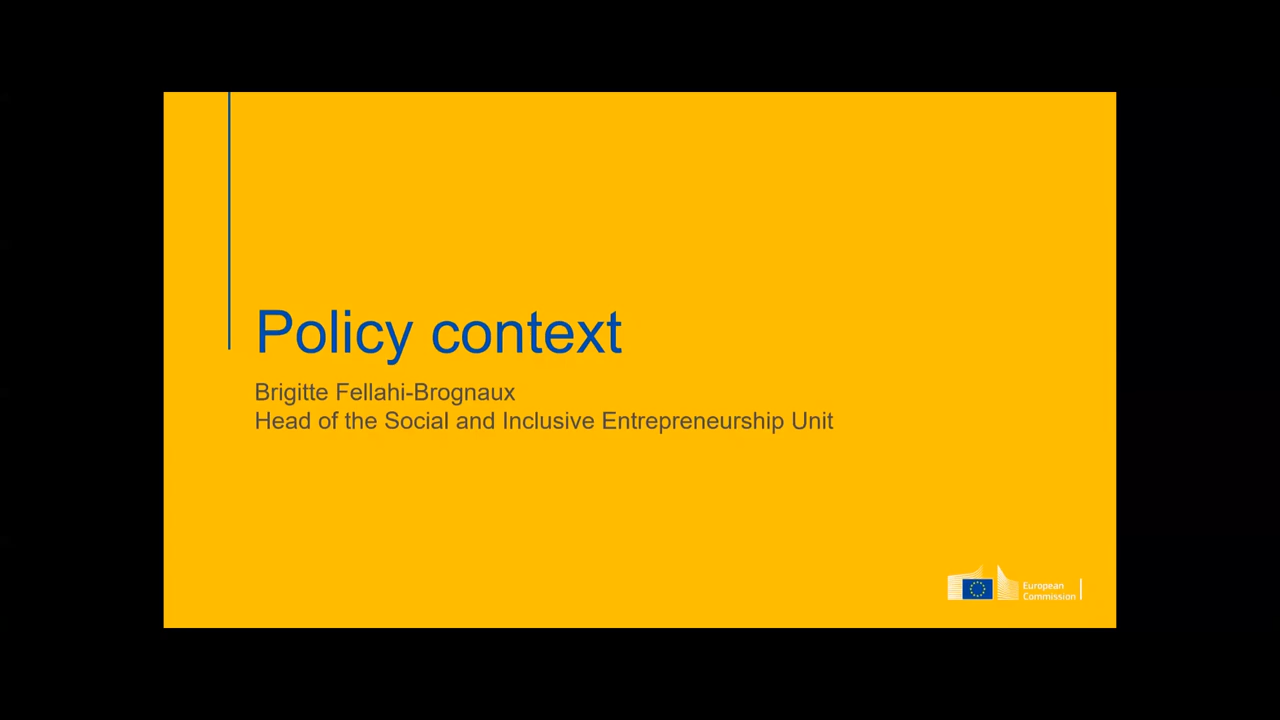 Policy context
Brigitte Fellahi-Brognaux
Head of the Social and Inclusive Entrepreneurship Unit
European
Commission